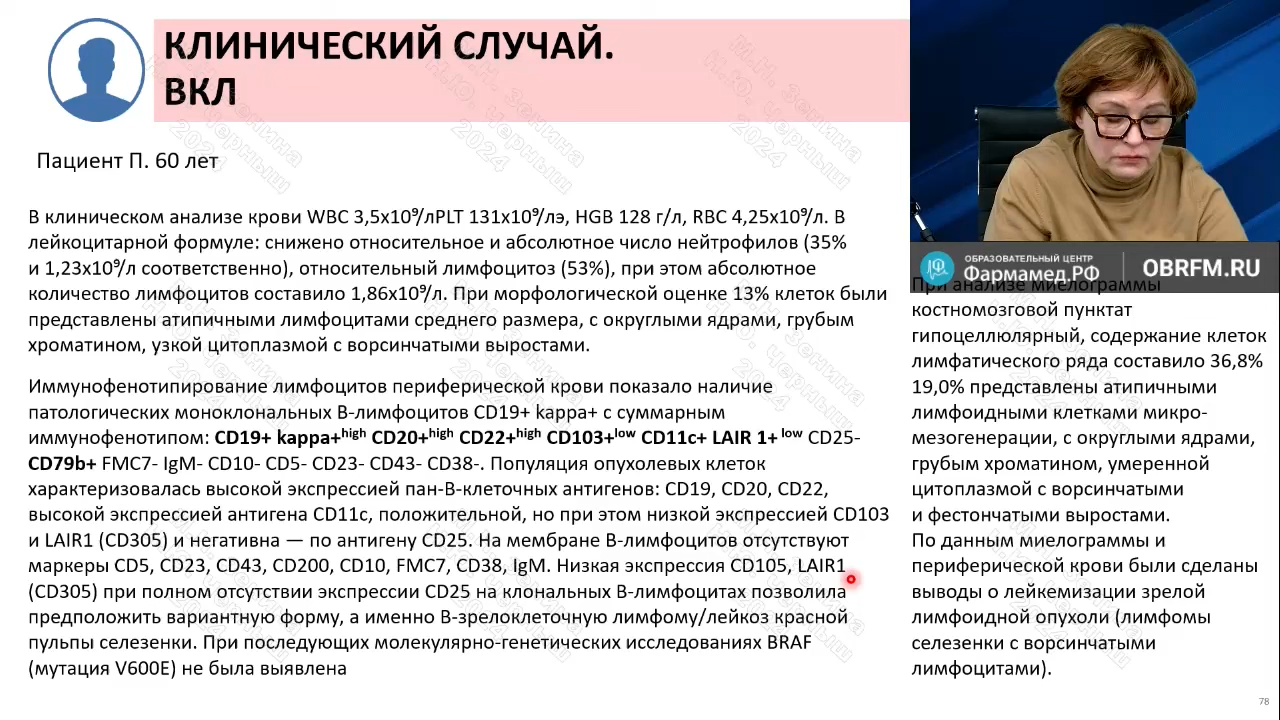 КЛИНИЧЕСКИЙ СЛУЧАЙ.
ВКЛ
Пациент П. 60 лет
В клиническом анализе крови WBC 3,5х10⁹/лPLT 131х10⁹/лэ, HGB 128 г/л, RBC 4,25х10⁹/л. В
лейкоцитарной формуле: снижено относительное и абсолютное число нейтрофилов (35%
и 1,23х10⁹/л соответственно), относительный лимфоцитоз (53%), при этом абсолютное
количество лимфоцитов составило 1,86х10⁹/л. При морфологической оценке 13% клеток были
представлены атипичными лимфоцитами среднего размера, с округлыми ядрами, грубым
хроматином, узкой цитоплазмой с ворсинчатыми выростами.
Иммунофенотипирование лимфоцитов периферической крови показало наличие
патологических моноклональных В-лимфоцитов CD19+ kappa+ с суммарным
иммунофенотипом: CD19+ kappa+ʰⁱᵍʰ CD20+ʰⁱᵍʰ CD22+ʰⁱᵍʰ CD103+ˡᵒʷ CD11c+ LAIR 1+ ˡᵒʷ CD25-
CD79b+ FMC7- IgM- CD10- CD5- CD23- CD43- CD38-. Популяция опухолевых клеток
характеризовалась высокой экспрессией пан-В-клеточных антигенов: CD19, CD20, CD22,
высокой экспрессией антигена CD11c, положительной, но при этом низкой экспрессией CD103
и LAIR1 (CD305) и негативна — по антигену CD25. На мембране В-лимфоцитов отсутствуют
маркеры CD5, CD23, CD43, CD200, CD10, FMC7, CD38, IgM. Низкая экспрессия CD105, LAIR1
(CD305) при полном отсутствии экспрессии CD25 на клональных В-лимфоцитах позволила
предположить вариантную форму, а именно В-зрелоклеточную лимфому/лейкоз красной
пульпы селезенки. При последующих молекулярно-генетических исследованиях BRAF
(мутация V600E) не была выявлена
ОБРАЗОВАТЕЛЬНЫЙ ЦЕНТР
Фармамед.РФ
OBRFM.RU
При анализе миелограммы
костномозговой пунктат
гипоцеллюлярный, содержание клеток
лимфатического ряда составило 36,8%
19,0% представлены атипичными
лимфоидными клетками микро-
мезогенерации, с округлыми ядрами,
грубым хроматином, умеренной
цитоплазмой с ворсинчатыми
и фестончатыми выростами.
По данным миелограммы и
периферической крови были сделаны
выводы о лейкемизации зрелой
лимфоидной опухоли (лимфомы
селезенки с ворсинчатыми
лимфоцитами).
78